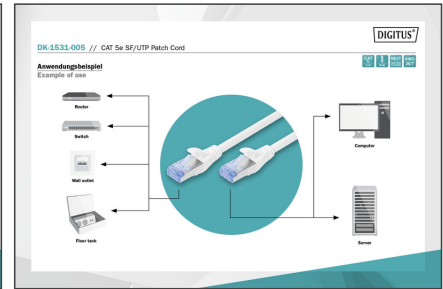 DIGITUS®
DK-1531-005 // CAT 5e SF/UTP Patch Cord
Anwendungsbeispiel
Example of use
Router
Switch
Wall outlet
Floor tank
Computer
Server